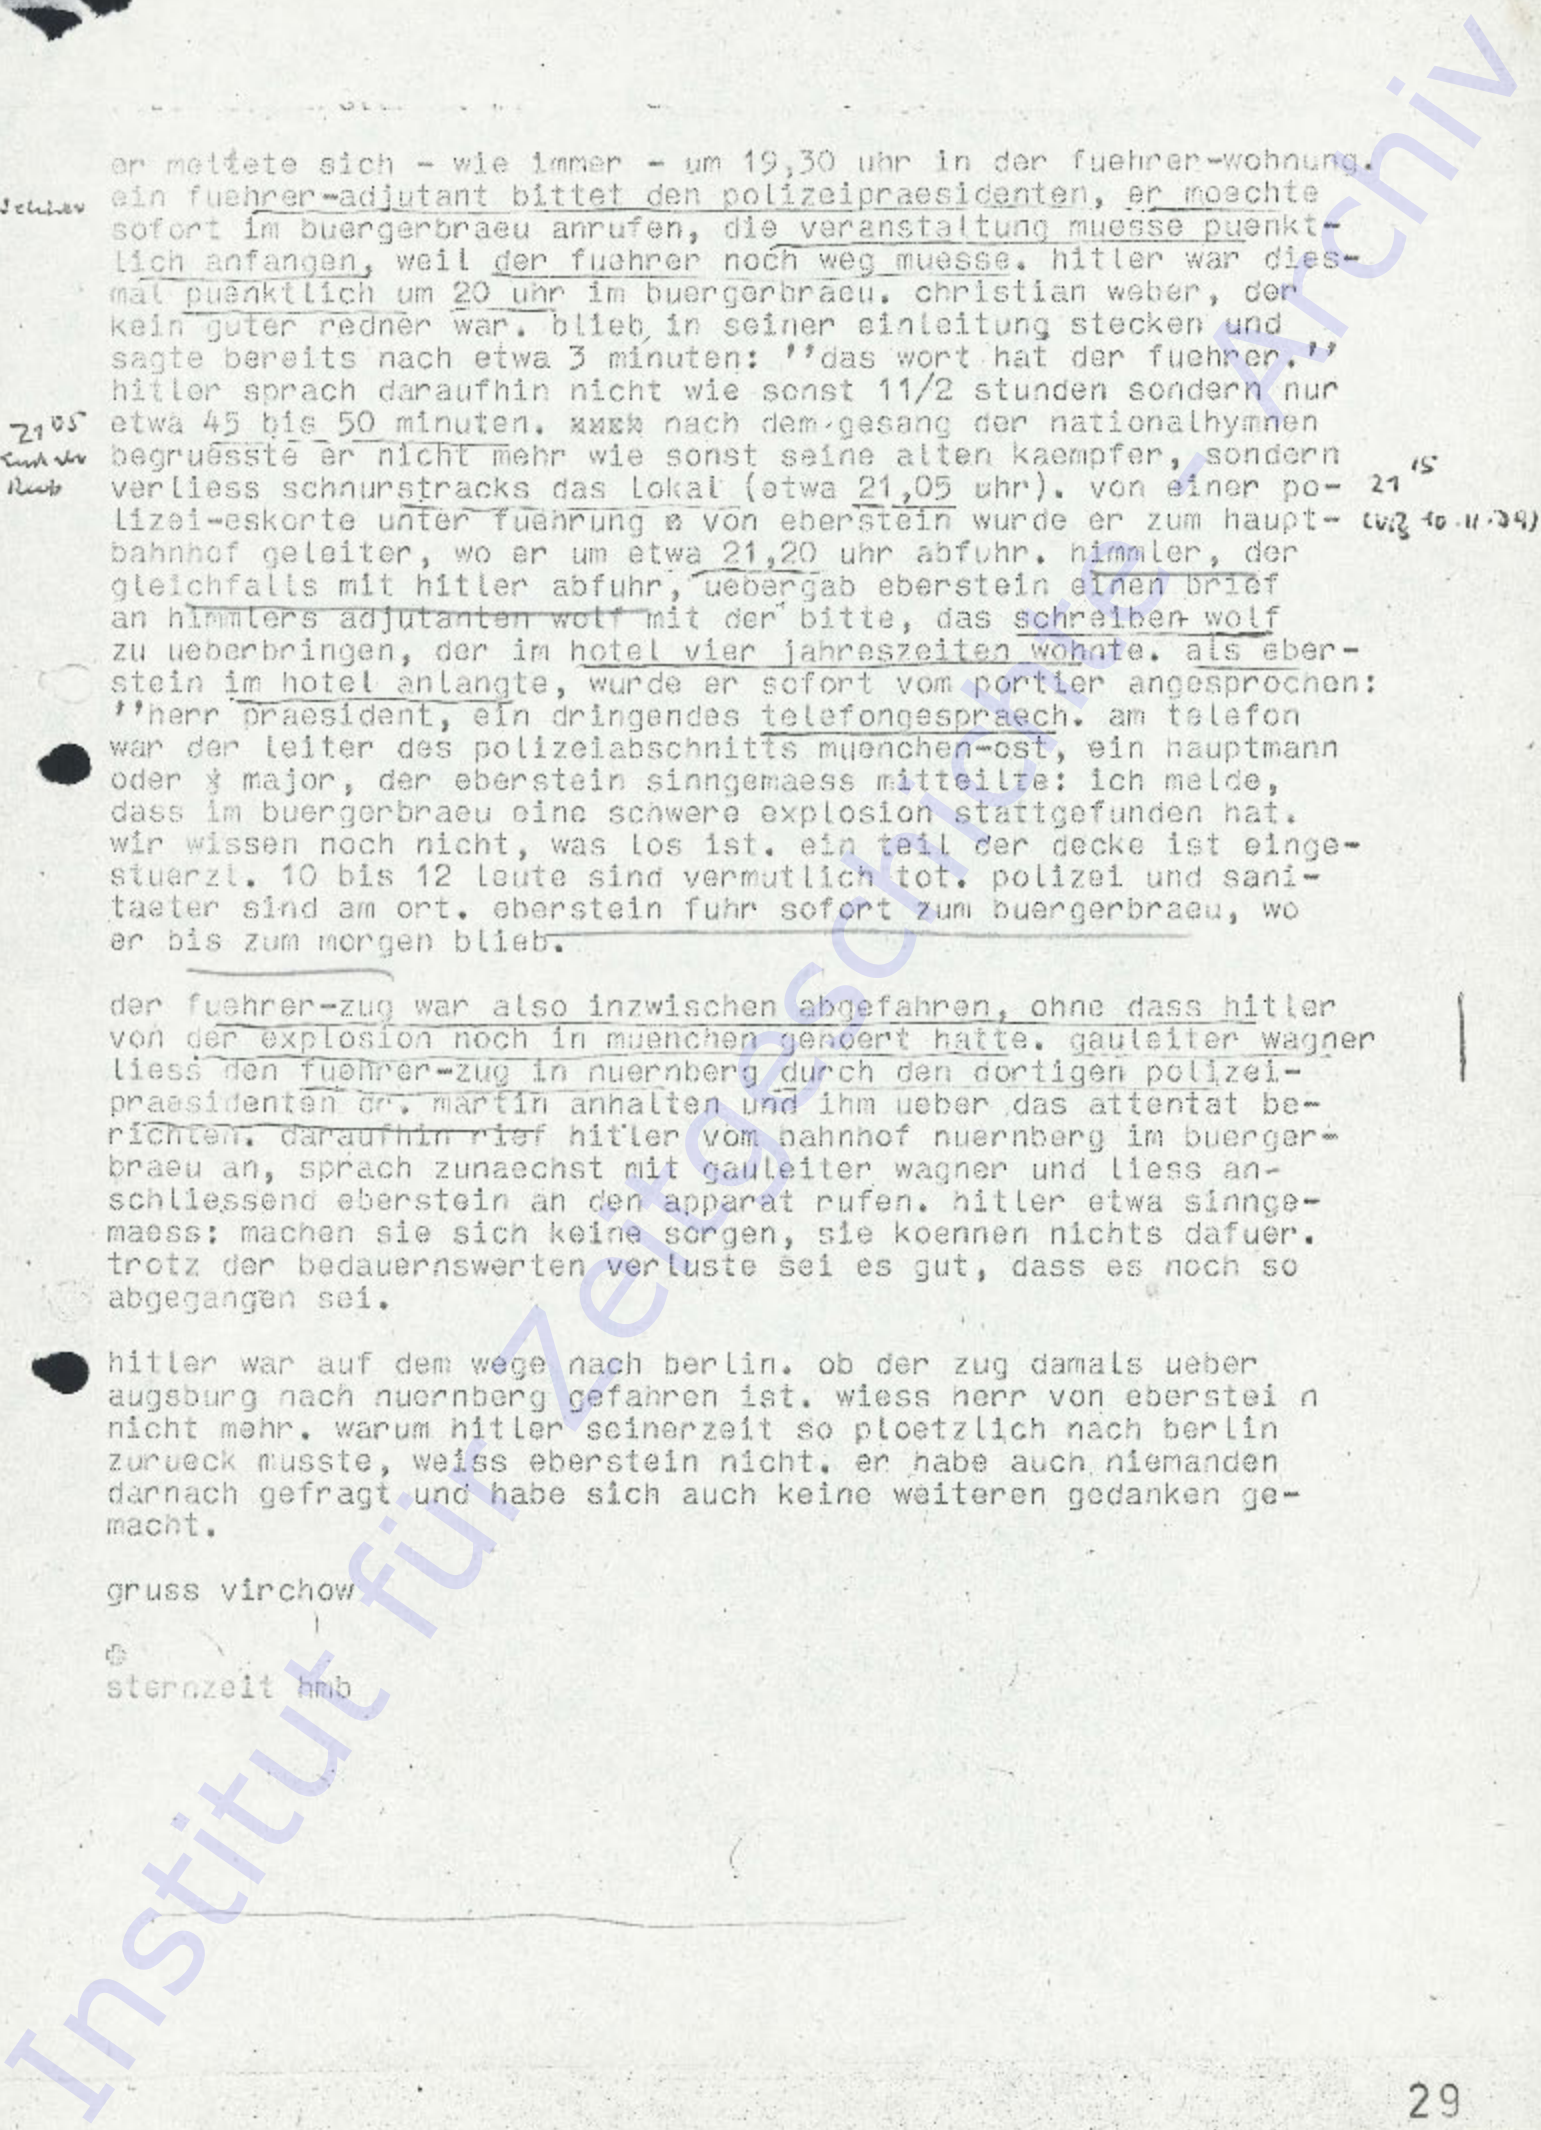 er meltete sich - wie immer - um 19,30 uhr in der fuehrer-wohnung.
ein fuehrer-adjutant bittet den polizeipraesidenten, er moechte
sofort im buergerbraeu anrufen, die veranstaltung muesse puenkt-
lich anfangen, weil der fuehrer noch weg muesse. hitler war dies-
mal puenktlich um 20 uhr im buergerbraeu. christian weber, der
kein guter redner war. blieb in seiner einleitung stecken und
sagte bereits nach etwa 3 minuten: ''das wort hat der fuehrer.''
hitler sprach daraufhin nicht wie sonst 11/2 stunden sondern nur
21 05 etwa 45 bis 50 minuten. xxxx nach dem gesang der nationalhymnen
begruesste er nicht mehr wie sonst seine alten kaempfer, sondern
verliess schnurstracks das lokal (etwa 21,05 uhr). von einer po- 21 15
lizei-eskorte unter fuehrung von eberstein wurde er zum haupt- 10.11.39)
bahnhof geleiter, wo er um etwa 21,20 uhr abfuhr. himmler, der
gleichfalls mit hitler abfuhr, uebergab eberstein einen brief
an himmlers adjutanten wolf mit der bitte, das schreiben wolf
zu ueberbringen, der im hotel vier jahreszeiten wohnte. als eber-
stein im hotel anlangte, wurde er sofort vom portier angesprochen:
''herr praesident, ein dringendes telefongespraech. am telefon
war der leiter des polizeiabschnitts muenchen-ost, ein hauptmann
oder major, der eberstein sinngemaess mitteilte: ich melde,
dass im buergerbraeu eine schwere explosion stattgefunden hat.
wir wissen noch nicht, was los ist. ein teil der decke ist einge-
stuerzt. 10 bis 12 leute sind vermutlich tot. polizei und sani-
taeter sind am ort. eberstein fuhr sofort zum buergerbraeu, wo
er bis zum morgen blieb.
der fuehrer-zug war also inzwischen abgefahren, ohne dass hitler
von der explosion noch in muenchen gehoert hatte. gauleiter wagner
liess den fuehrer-zug in nuernberg durch den dortigen polizei-
praesidenten dr. martin anhalten und ihm ueber das attentat be-
richten. daraufhin rief hitler vom bahnhof nuernberg im buerger-
braeu an, sprach zunaechst mit gauleiter wagner und liess an-
schliessend eberstein an den apparat rufen. hitler etwa sinnge-
maess: machen sie sich keine sorgen, sie koennen nichts dafuer.
trotz der bedauernswerten verluste sei es gut, dass es noch so
abgegangen sei.
hitler war auf dem wege nach berlin. ob der zug damals ueber
augsburg nach nuernberg gefahren ist. wiess herr von eberstei n
nicht mehr. warum hitler seinerzeit so ploetzlich nach berlin
zurueck musste, weiss eberstein nicht. er habe auch niemanden
darnach gefragt und habe sich auch keine weiteren gedanken ge-
macht.
gruss virchow
sternzeit hmb
29
Institut für Zeitgeschichte - Archiv